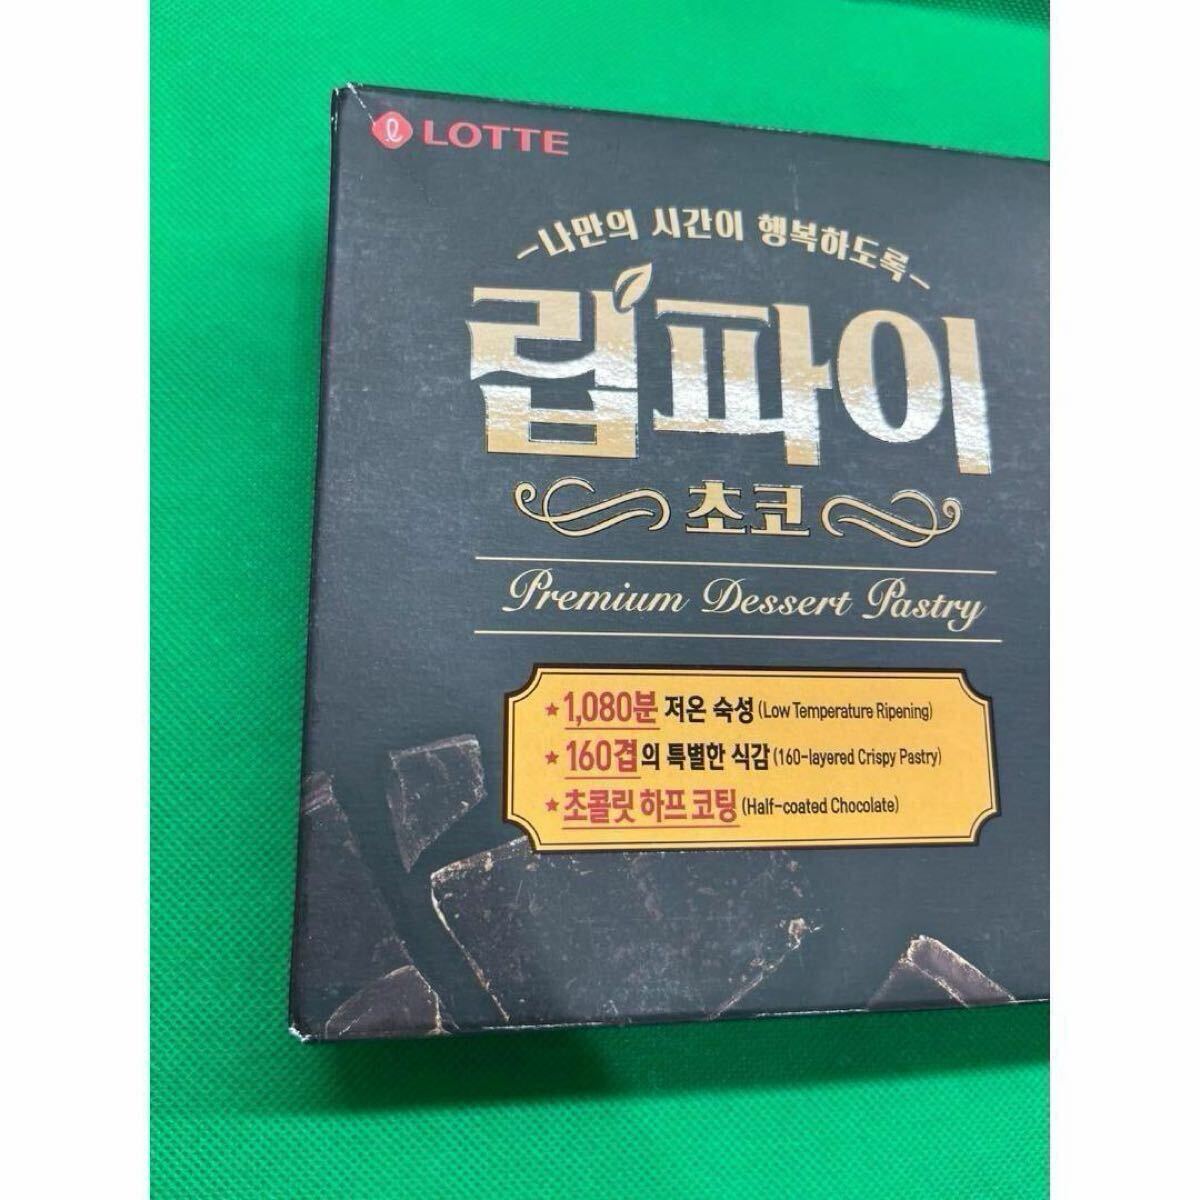 LOTTE
나만의 시간이 행복하도록
립파이
초코
Premium Dessert Pastry
★ 1,080분 저온 숙성 (Low Temperature Ripening)
★ 160겹의 특별한 식감 (160-layered Crispy Pastry)
★ 초콜릿 하프 코팅 (Half-coated Chocolate)